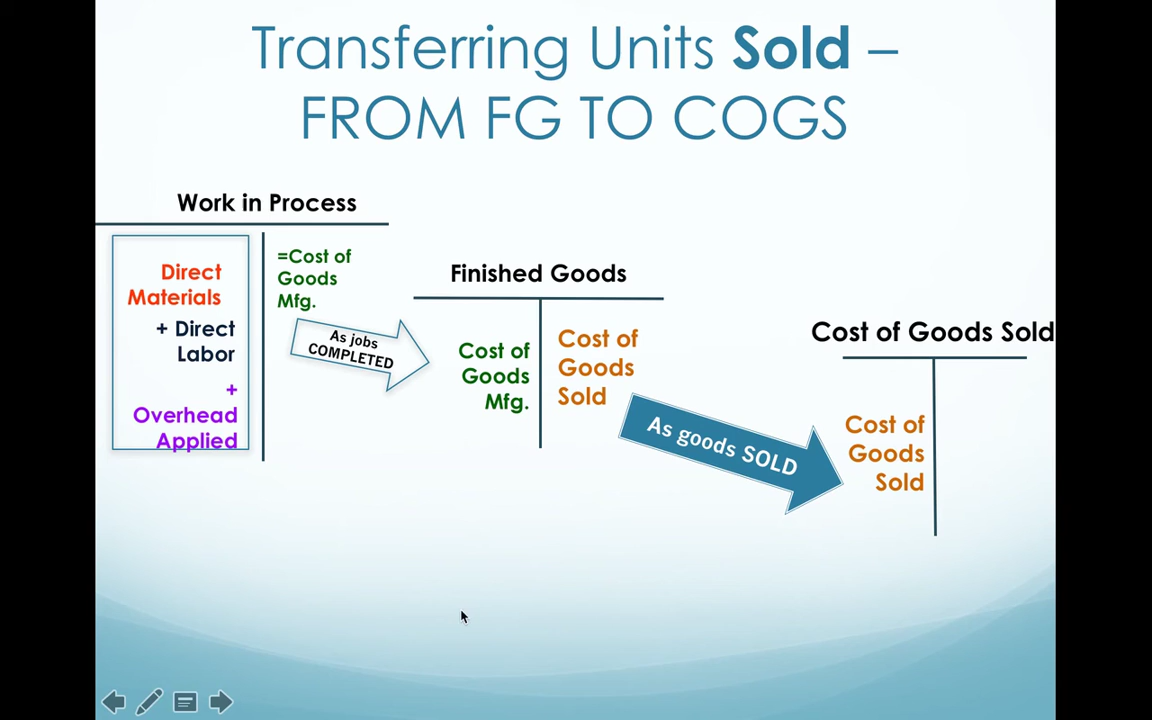 Transferring Units Sold –
FROM FG TO COGS
Work in Process
Direct
Materials
+ Direct
Labor
+
Overhead
Applied
=Cost of
Goods
Mfg.
As jobs
COMPLETED
Finished Goods
Cost of
Goods
Mfg.
Cost of
Goods
Sold
As goods SOLD
Cost of Goods Sold
Cost of
Goods
Sold